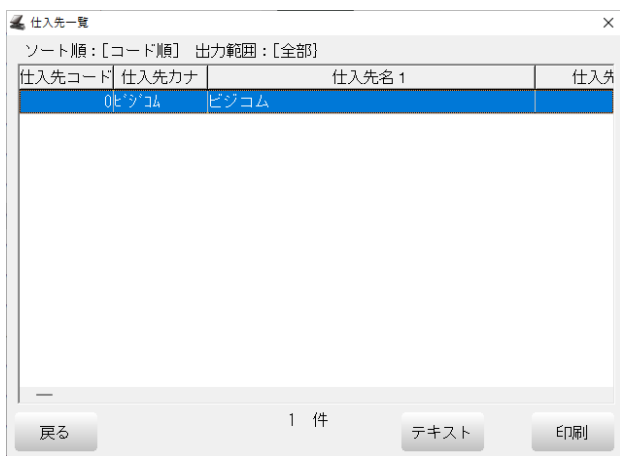 仕入先一覧
ソート順：[コード順]　出力範囲：[全部]
仕入先コード 仕入先カナ 仕入先名１ 仕入先
0 ﾋﾞｼﾞｺﾑ ビジコム
1 件
戻る テキスト 印刷